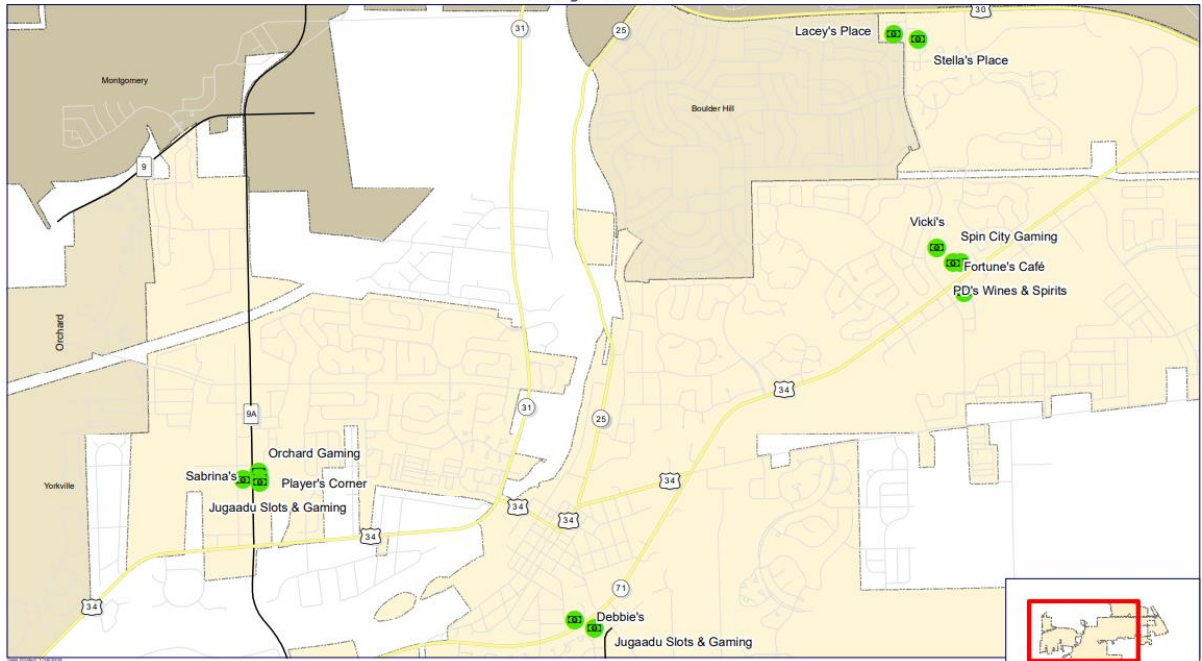 31
25
30
Lacey's Place
Stella's Place
Montgomery
Boulder Hill
9
Vicki's
Spin City Gaming
Fortune's Café
PD's Wines & Spirits
Orchard
34
31
9A
25
Orchard Gaming
Sabrina's
Player's Corner
Yorkville
34
Jugaadu Slots & Gaming
34
34
34
71
34
Debbie's
Jugaadu Slots & Gaming